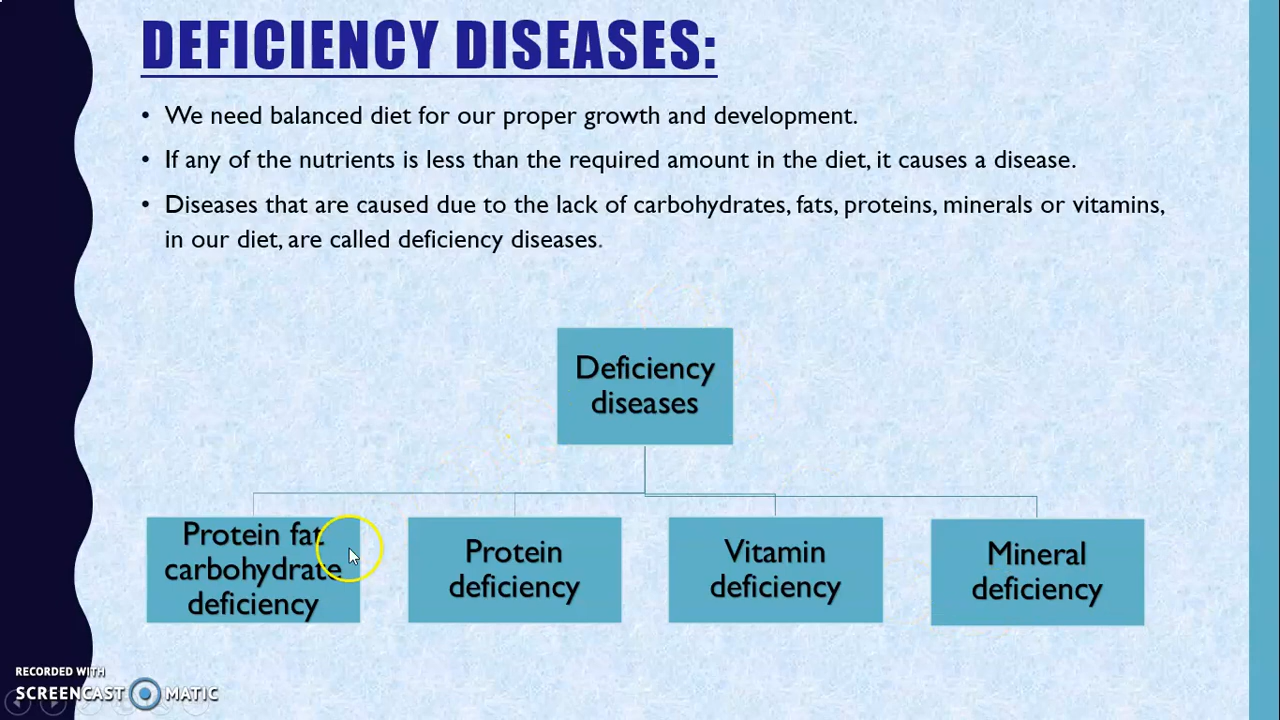 DEFICIENCY DISEASES:
• We need balanced diet for our proper growth and development.
• If any of the nutrients is less than the required amount in the diet, it causes a disease.
• Diseases that are caused due to the lack of carbohydrates, fats, proteins, minerals or vitamins,
in our diet, are called deficiency diseases.
Deficiency
diseases
Protein fat
carbohydrate
deficiency
Protein
deficiency
Vitamin
deficiency
Mineral
deficiency
RECORDED WITH
SCREENCAST MATIC